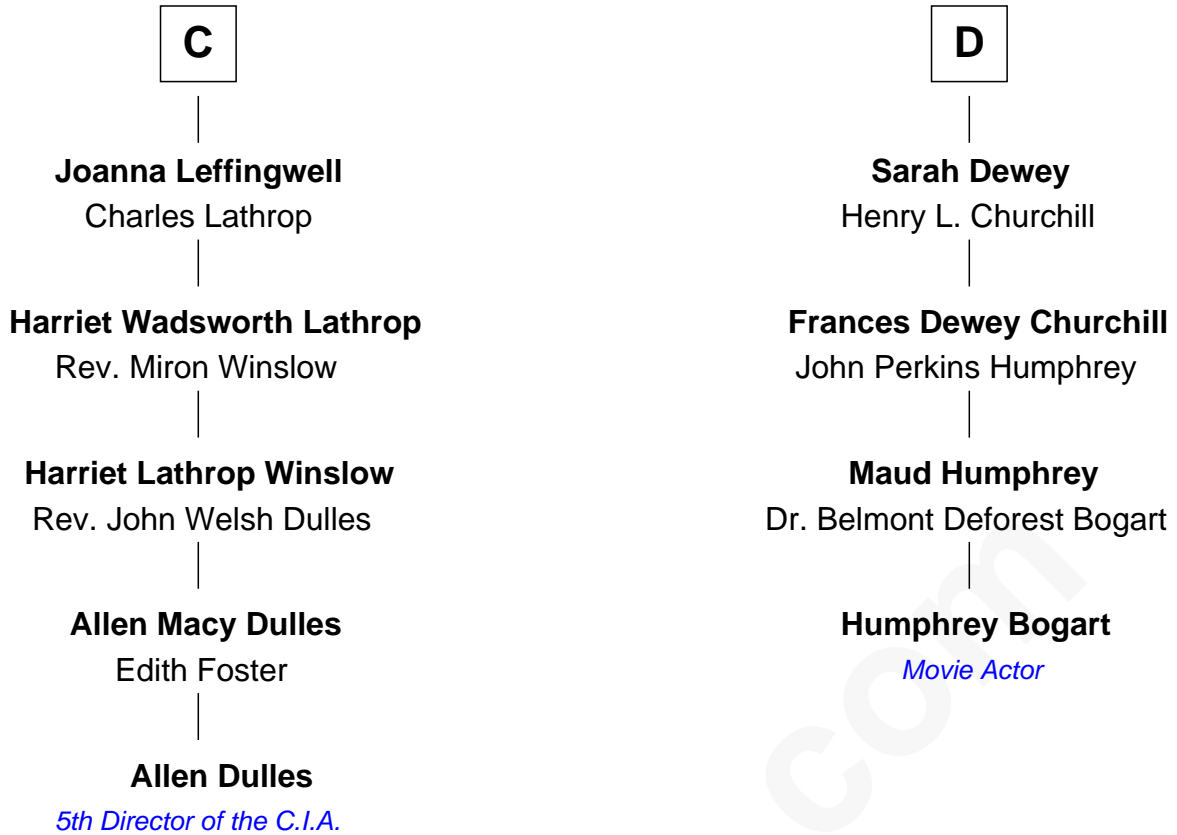 C
Joanna Leffingwell
Charles Lathrop
Harriet Wadsworth Lathrop
Rev. Miron Winslow
Harriet Lathrop Winslow
Rev. John Welsh Dulles
Allen Macy Dulles
Edith Foster
Allen Dulles
5th Director of the C.I.A.
D
Sarah Dewey
Henry L. Churchill
Frances Dewey Churchill
John Perkins Humphrey
Maud Humphrey
Dr. Belmont Deforest Bogart
Humphrey Bogart
Movie Actor
com